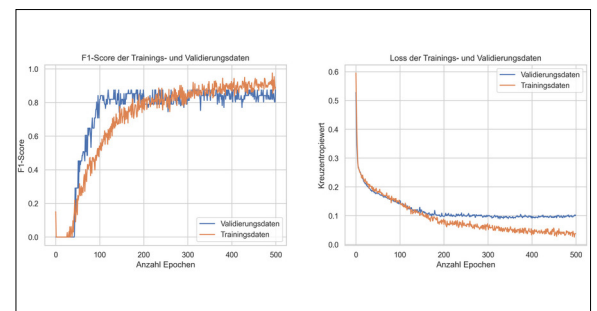 F1-Score der Trainings- und Validierungsdaten
1.0
0.8
0.6
0.4
0.2
0.0
F1-Score
0
100
200
300
400
500
Anzahl Epochen
Validierungsdaten
Trainingsdaten
Loss der Trainings- und Validierungsdaten
0.6
0.5
0.4
0.3
0.2
0.1
0.0
Kreuzentropiewert
0
100
200
300
400
500
Anzahl Epochen
Validierungsdaten
Trainingsdaten